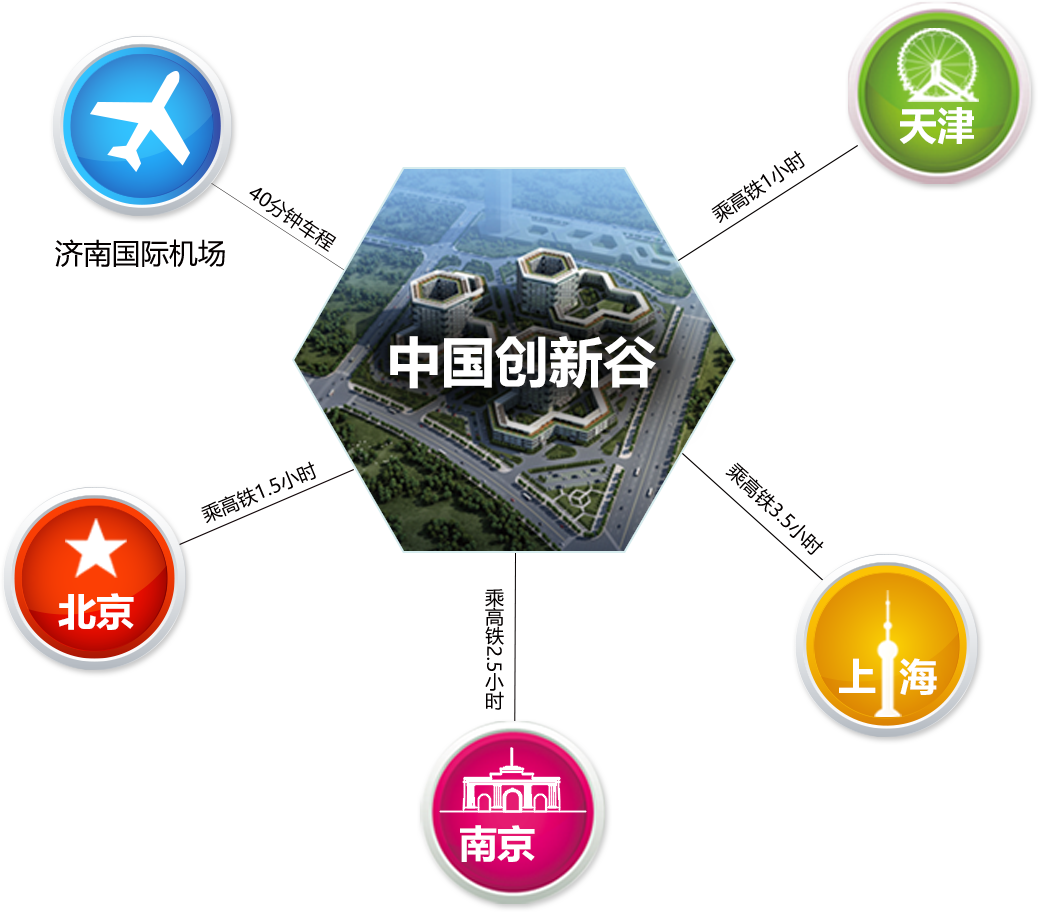 天津
乘高铁1小时
40分钟车程
济南国际机场
中国创新谷
乘高铁1.5小时
北京
乘高铁3.5小时
上海
乘高铁2.5小时
南京